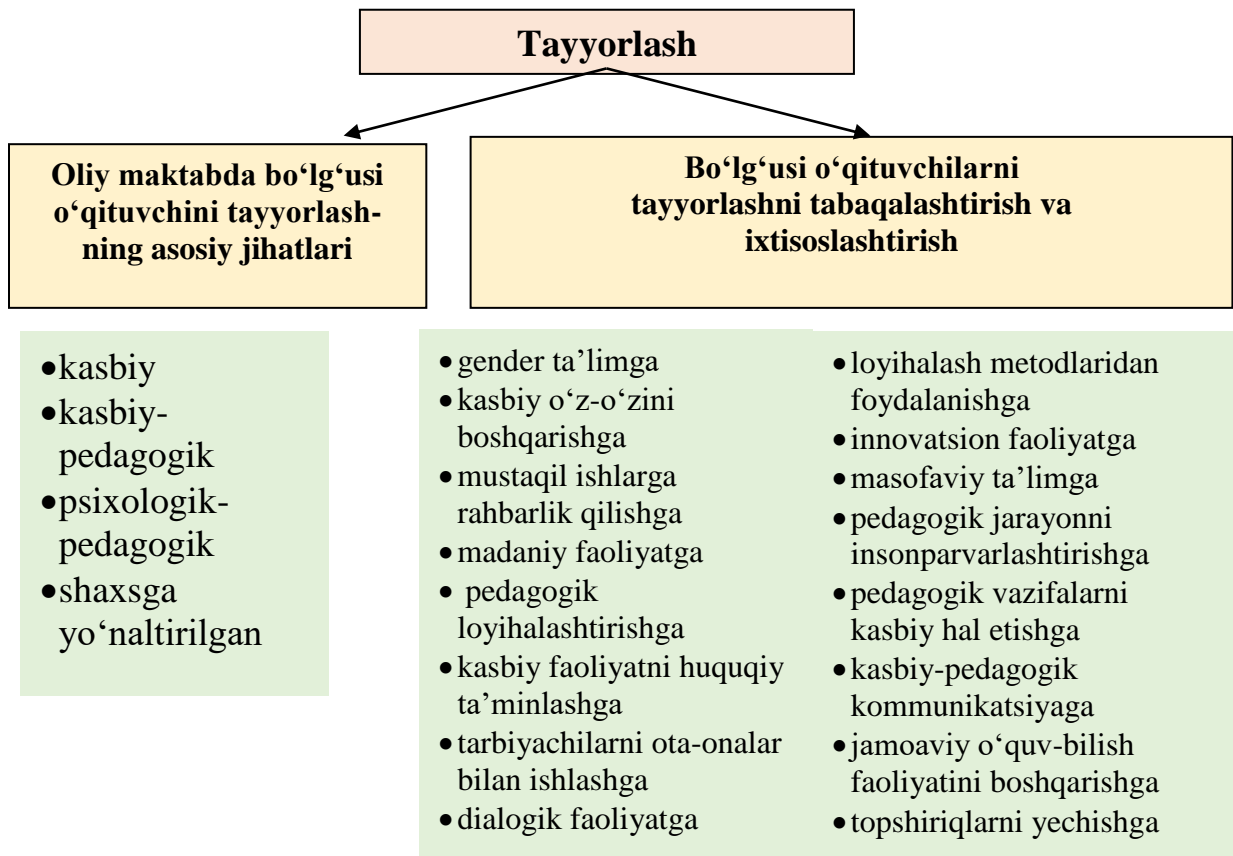 Tayyorlash
Oliy maktabda bo‘lg‘usi
o‘qituvchini tayyorlash-
ning asosiy jihatlari
Bo‘lg‘usi o‘qituvchilarni
tayyorlashni tabaqalashtirish va
ixtisoslashtirish
•kasbiy
•kasbiy-
pedagogik
•psixologik-
pedagogik
•shaxsga
yo‘naltirilgan
•gender ta’limga
•kasbiy o‘z-o‘zini
boshqarishga
•mustaqil ishlarga
rahbarlik qilishga
•madaniy faoliyatga
• pedagogik
loyihalashtirishga
•kasbiy faoliyatni huquqiy
ta’minlashga
•tarbiyachilarni ota-onalar
bilan ishlashga
•dialogik faoliyatga
•loyihalash metodlaridan
foydalanishga
•innovatsion faoliyatga
•masofaviy ta’limga
•pedagogik jarayonni
insonparvarlashtirishga
•pedagogik vazifalarni
kasbiy hal etishga
•kasbiy-pedagogik
kommunikatsiyaga
•jamoaviy o‘quv-bilish
faoliyatini boshqarishga
•topshiriqlarni yechishga